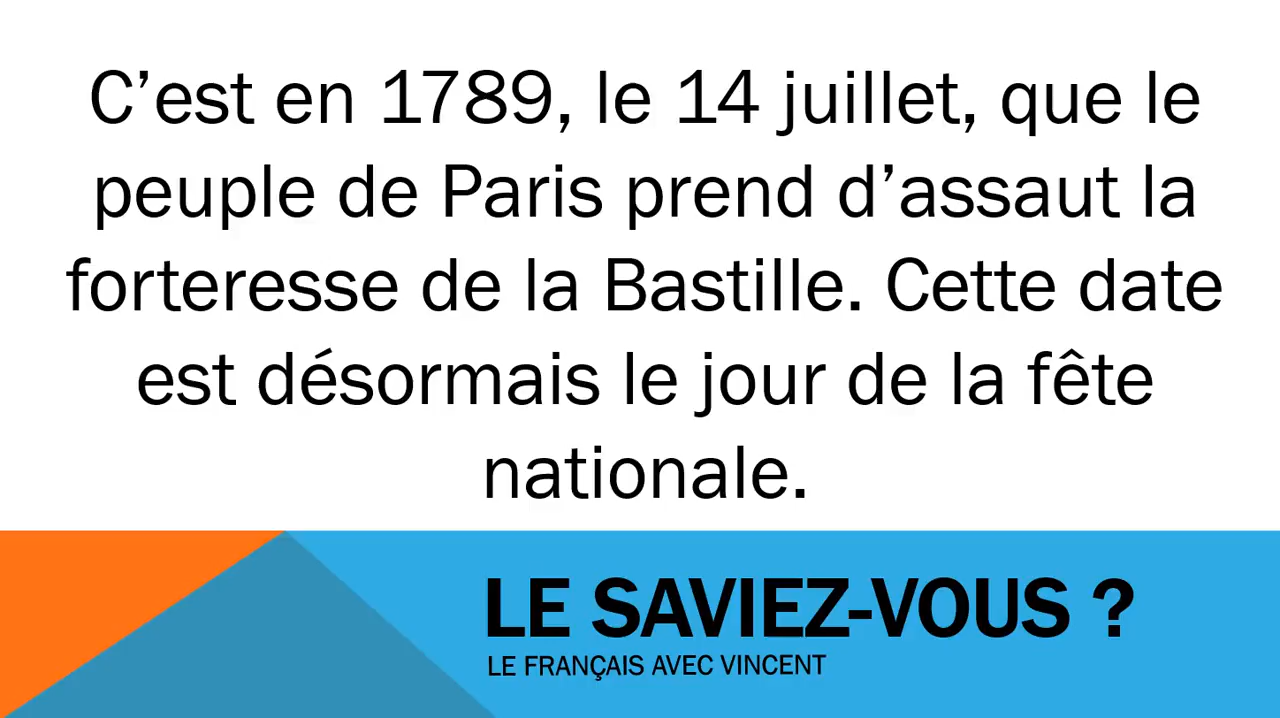 C’est en 1789, le 14 juillet, que le
peuple de Paris prend d’assaut la
forteresse de la Bastille. Cette date
est désormais le jour de la fête
nationale.
LE SAVIEZ-VOUS ?
LE FRANÇAIS AVEC VINCENT